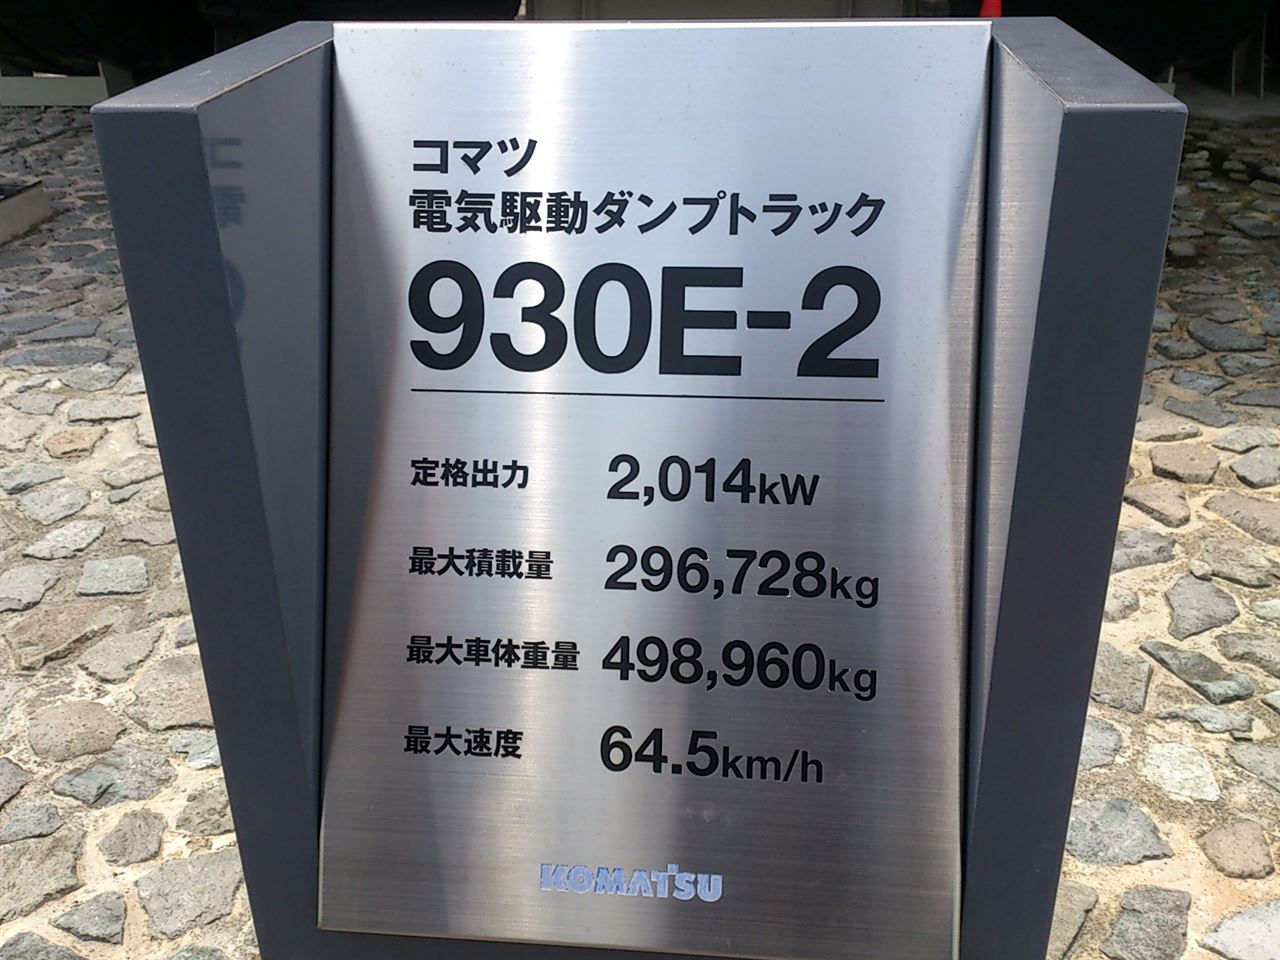 コマツ
電気駆動ダンプトラック
930E-2
定格出力 2,014kW
最大積載量 296,728kg
最大車体重量 498,960kg
最大速度 64.5km/h
KOMATSU